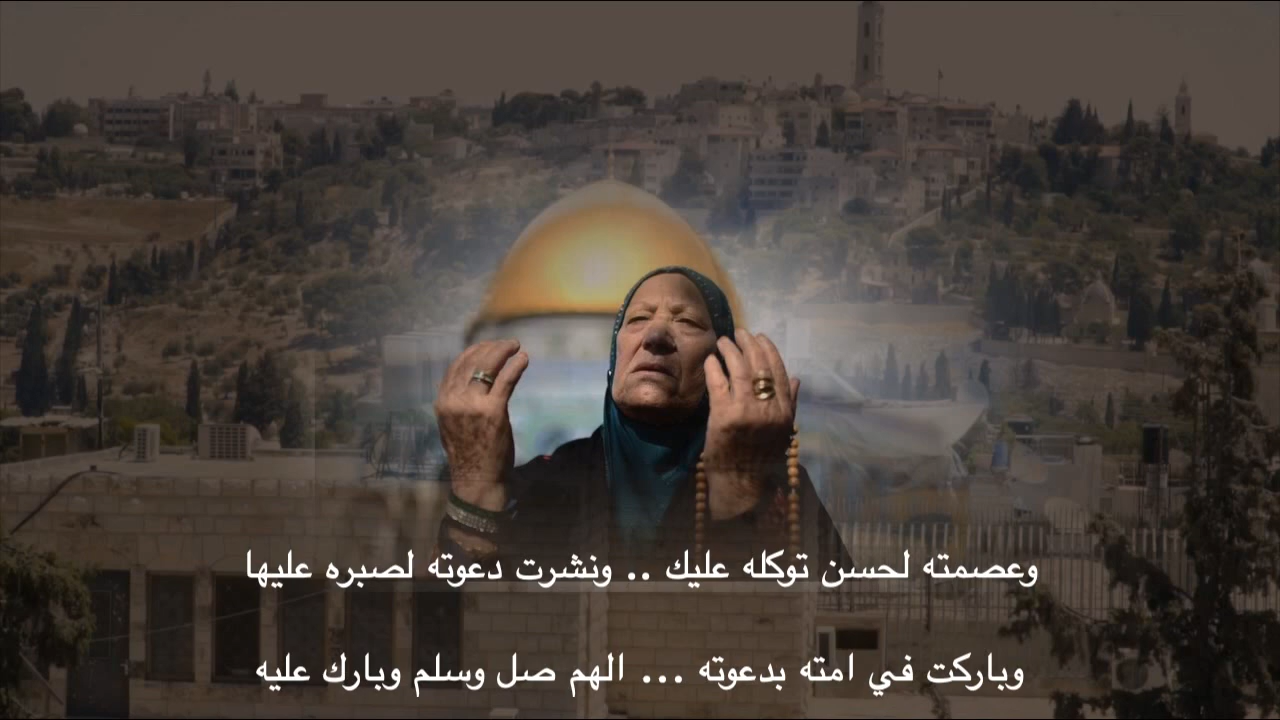 وعصمته لحسن توكله عليك .. ونشرت دعوته لصبره عليها
وباركت في امته بدعوته ... الهم صل وسلم وبارك عليه